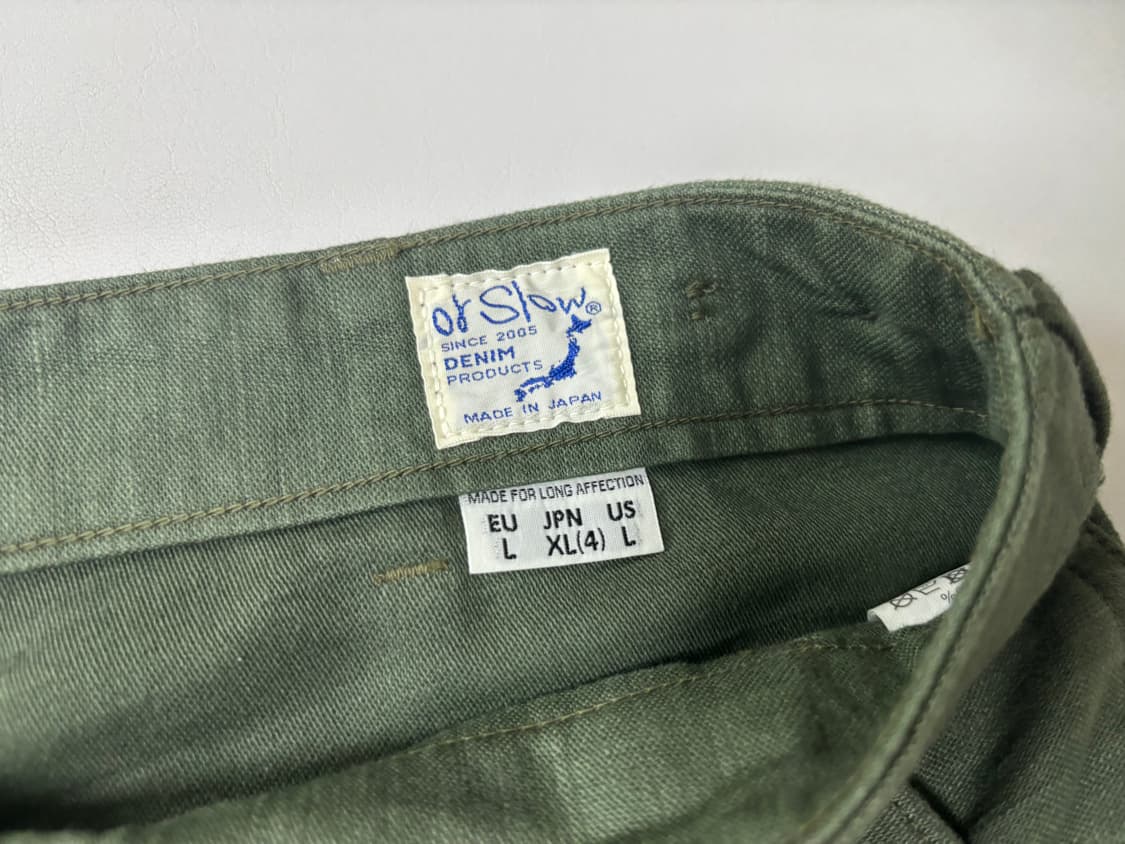 or Slow®
SINCE 2005
DENIM
PRODUCTS
MADE IN JAPAN
MADE FOR LONG AFFECTION
EU JPN US
L XL(4) L